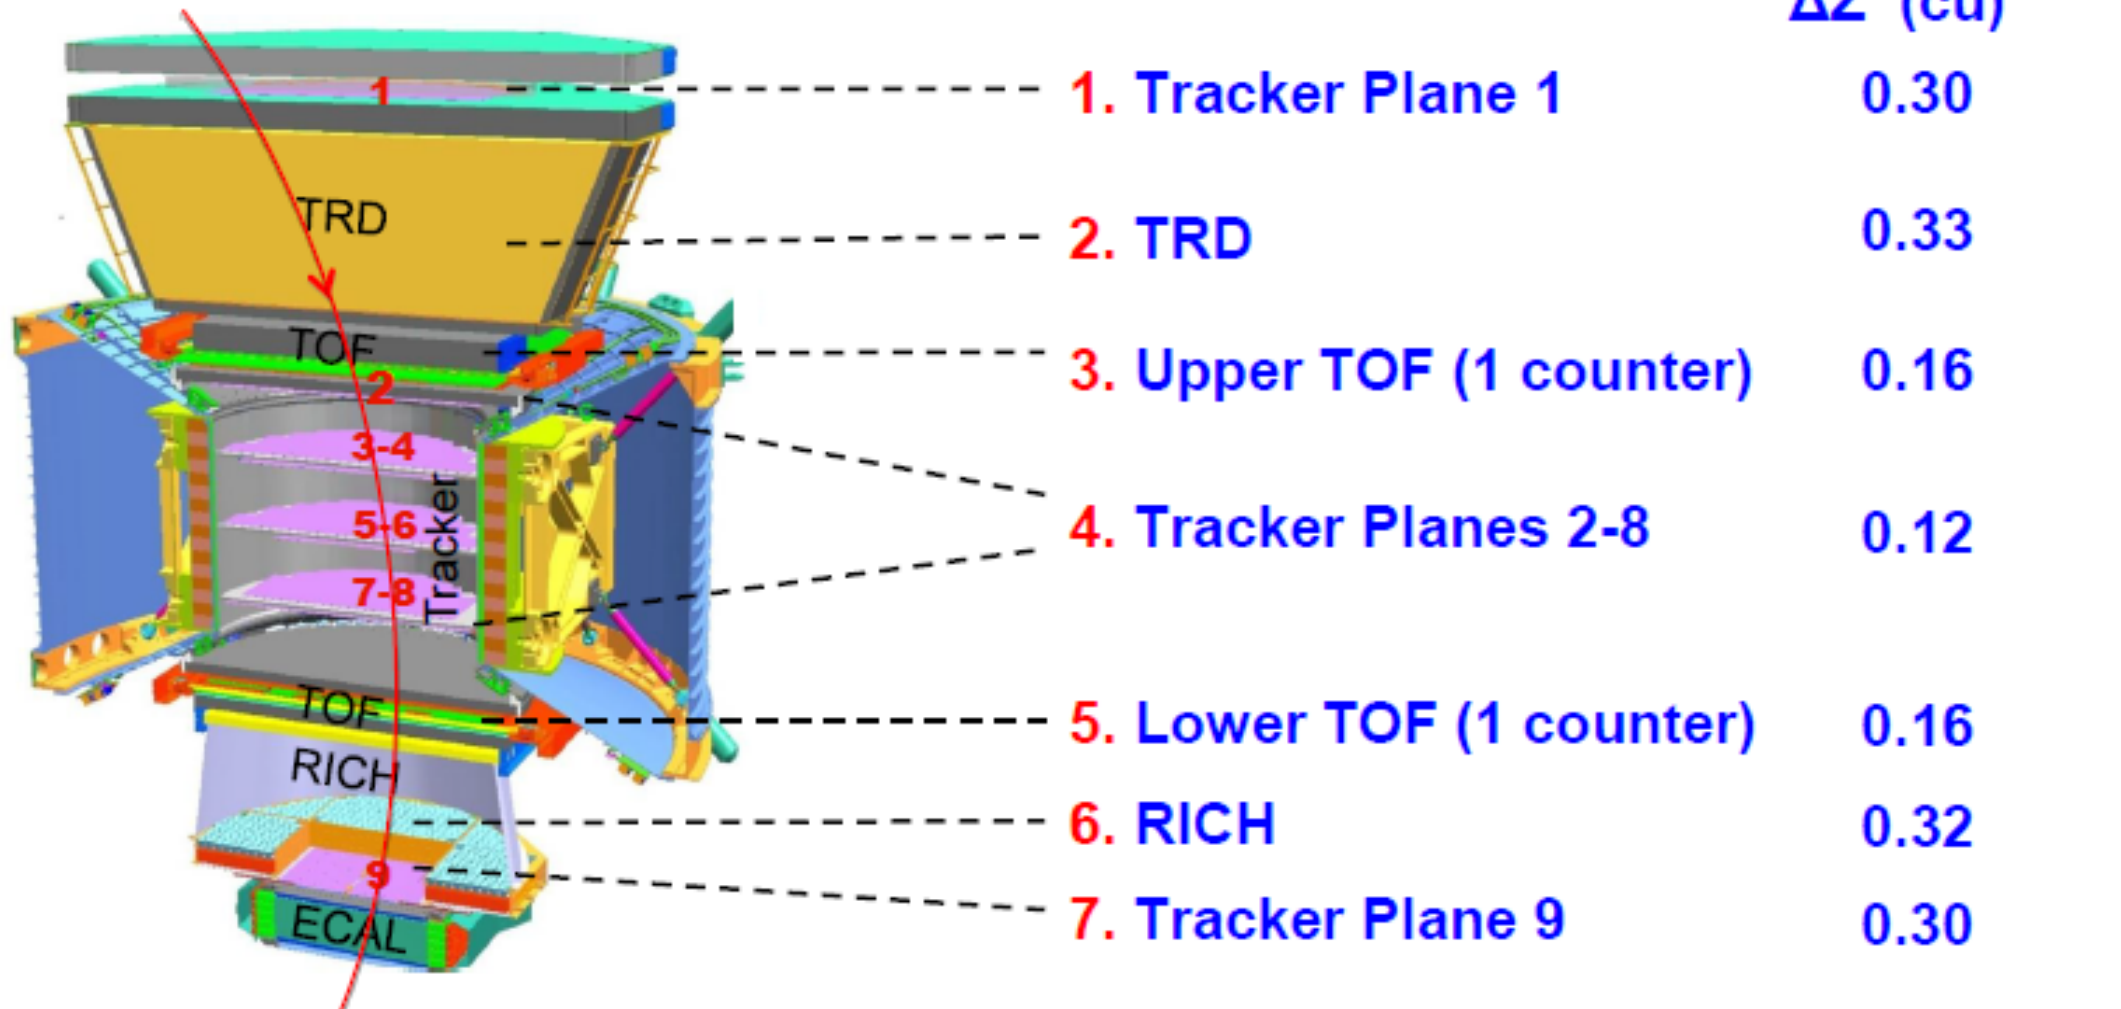 ΔZ (cu)
1. Tracker Plane 1 0.30
2. TRD 0.33
3. Upper TOF (1 counter) 0.16
4. Tracker Planes 2-8 0.12
5. Lower TOF (1 counter) 0.16
6. RICH 0.32
7. Tracker Plane 9 0.30
1
TRD
TOF
2
3-4
5-6
7-8
Tracker
TOF
RICH
9
ECAL